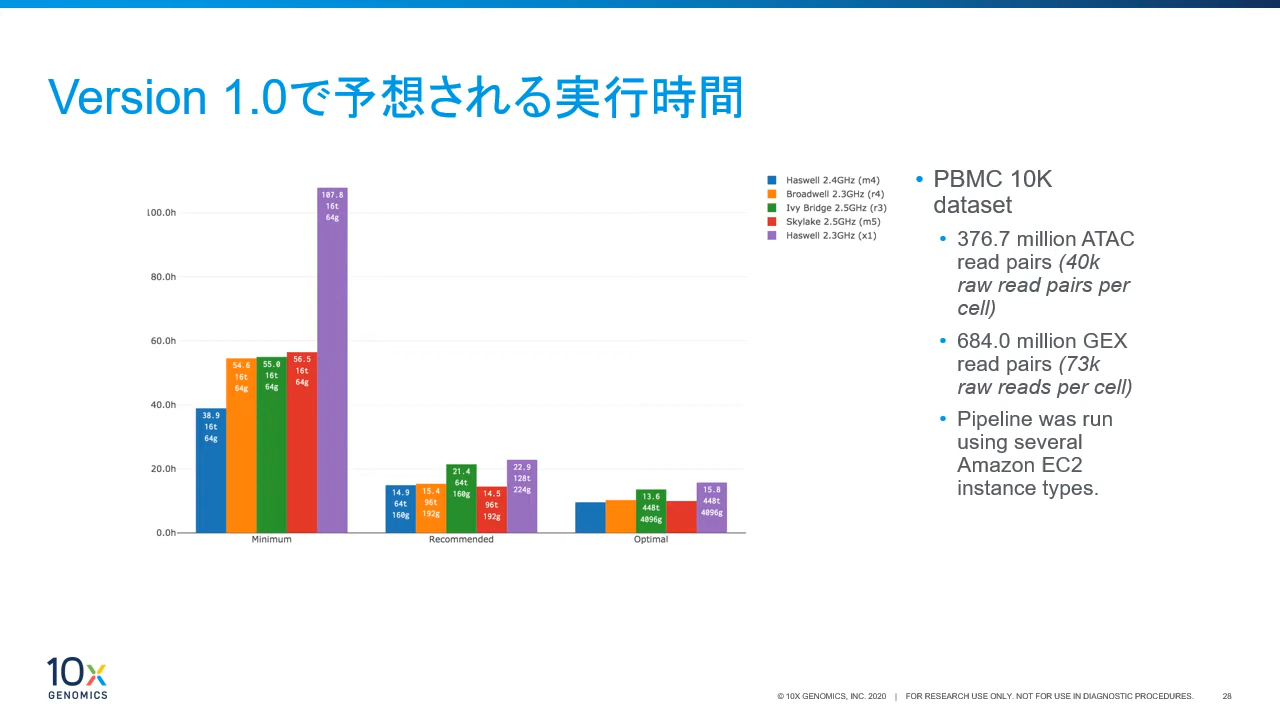 Version 1.0で予想される実行時間
100.0h
80.0h
60.0h
40.0h
20.0h
0.0h
38.9
16t
64g
54.6
16t
64g
55.0
16t
64g
56.5
16t
64g
107.8
16t
64g
Minimum
14.9
64t
160g
15.4
96t
192g
21.4
64t
160g
14.5
96t
192g
22.9
128t
224g
Recommended
13.6
448t
4096g
15.8
448t
4096g
Optimal
Haswell 2.4GHz (m4)
Broadwell 2.3GHz (r4)
Ivy Bridge 2.5GHz (r3)
Skylake 2.5GHz (m5)
Haswell 2.3GHz (x1)
• PBMC 10K
dataset
• 376.7 million ATAC
read pairs (40k
raw read pairs per
cell)
• 684.0 million GEX
read pairs (73k
raw reads per cell)
• Pipeline was run
using several
Amazon EC2
instance types.
10x
GENOMICS
© 10X GENOMICS, INC. 2020 | FOR RESEARCH USE ONLY. NOT FOR USE IN DIAGNOSTIC PROCEDURES. 28